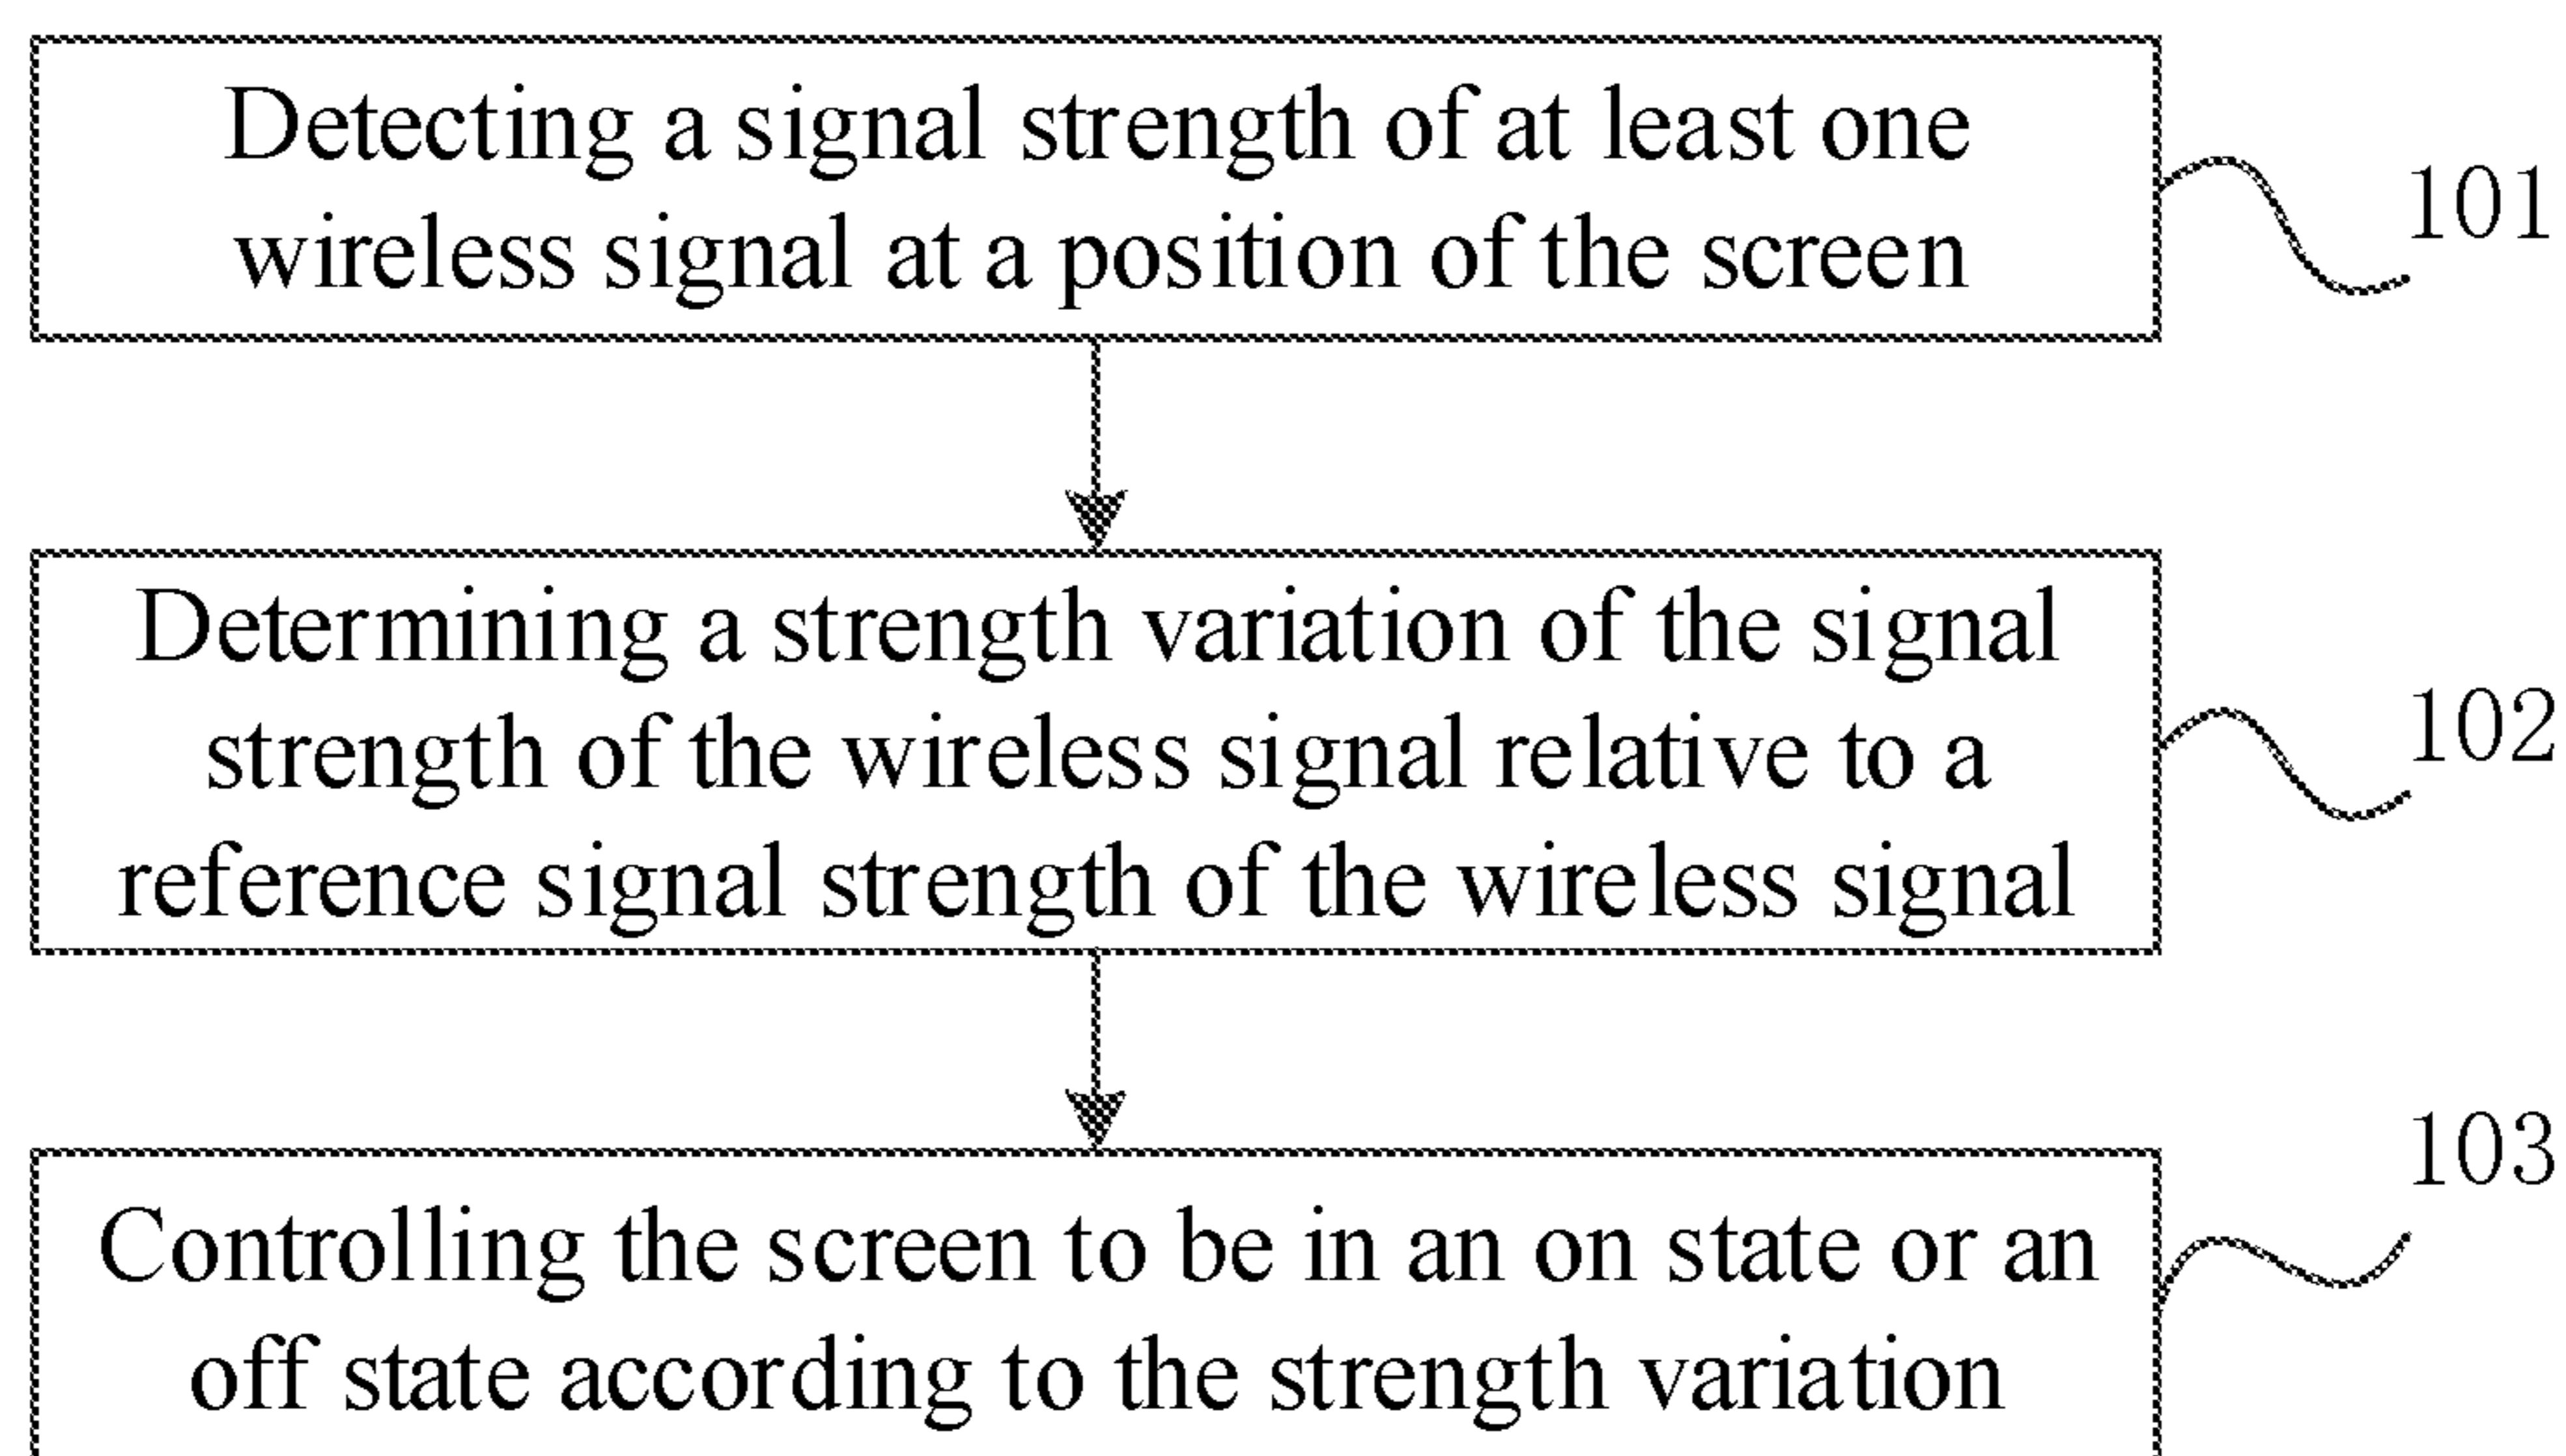 Detecting a signal strength of at least one
wireless signal at a position of the screen
101
Determining a strength variation of the signal
strength of the wireless signal relative to a
reference signal strength of the wireless signal
102
Controlling the screen to be in an on state or an
off state according to the strength variation
103